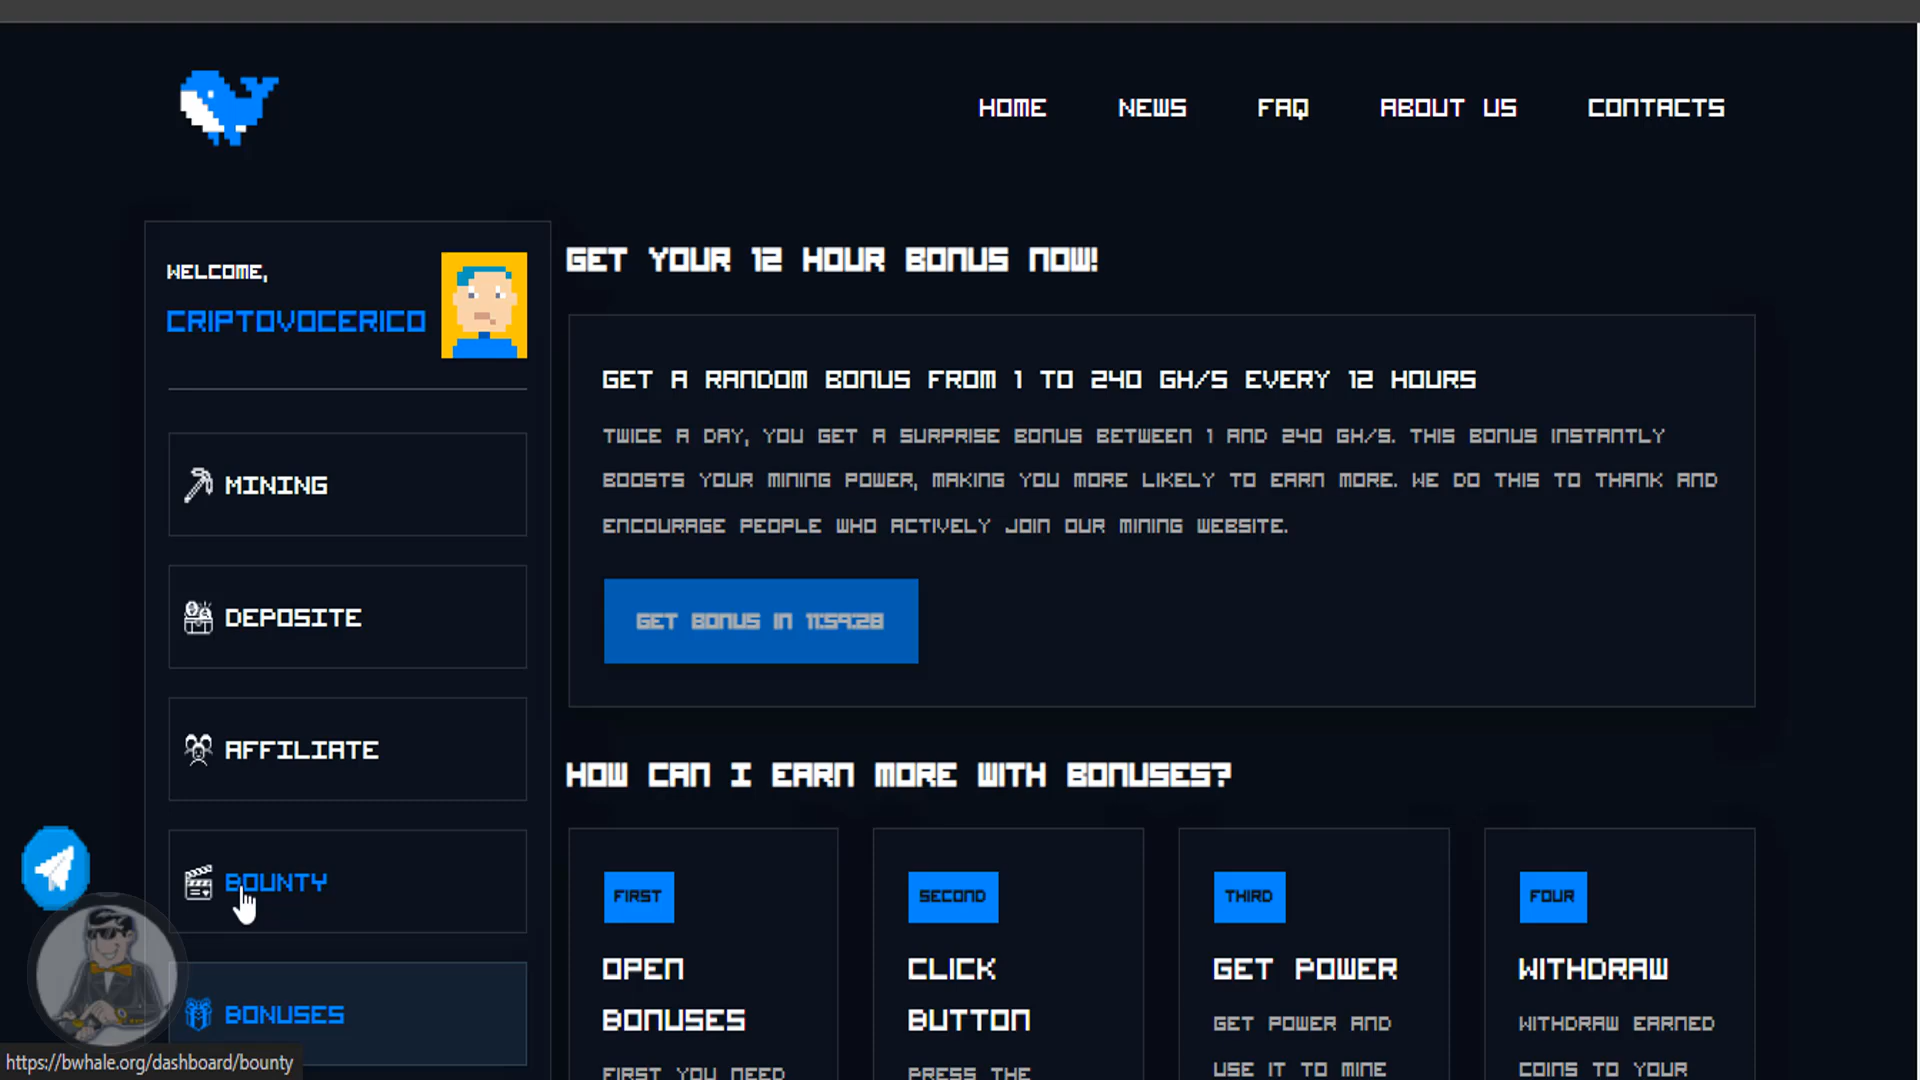 HOME NEWS FAQ ABOUT US CONTACTS
WELCOME,
CRIPTOVOCERICO
MINING
DEPOSITE
AFFILIATE
BOUNTY
BONUSES
GET YOUR 12 HOUR BONUS NOW!
GET A RANDOM BONUS FROM 1 TO 240 GH/S EVERY 12 HOURS
TWICE A DAY, YOU GET A SURPRISE BONUS BETWEEN 1 AND 240 GH/S. THIS BONUS INSTANTLY
BOOSTS YOUR MINING POWER, MAKING YOU MORE LIKELY TO EARN MORE. WE DO THIS TO THANK AND
ENCOURAGE PEOPLE WHO ACTIVELY JOIN OUR MINING WEBSITE.
GET BONUS IN 11:59:28
HOW CAN I EARN MORE WITH BONUSES?
FIRST
OPEN
BONUSES
FIRST YOU NEED
SECOND
CLICK
BUTTON
PRESS THE
THIRD
GET POWER
GET POWER AND
USE IT TO MINE
FOUR
WITHDRAW
WITHDRAW EARNED
COINS TO YOUR
https://bwhale.org/dashboard/bounty